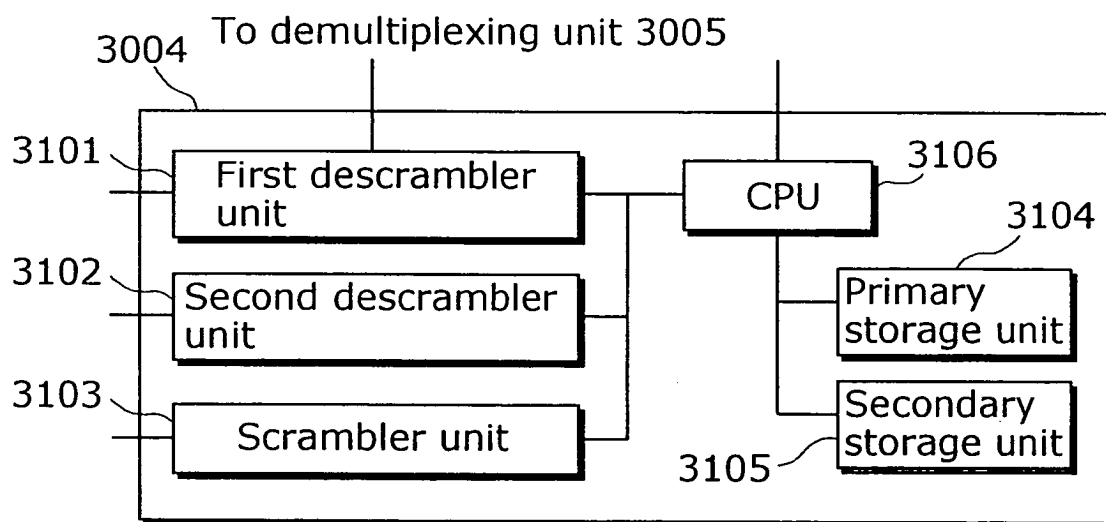 To demultiplexing unit 3005
3004
3101
First descrambler
unit
CPU
3106
3104
3102
Second descrambler
unit
Primary
storage unit
3103
Scrambler unit
Secondary
storage unit
3105